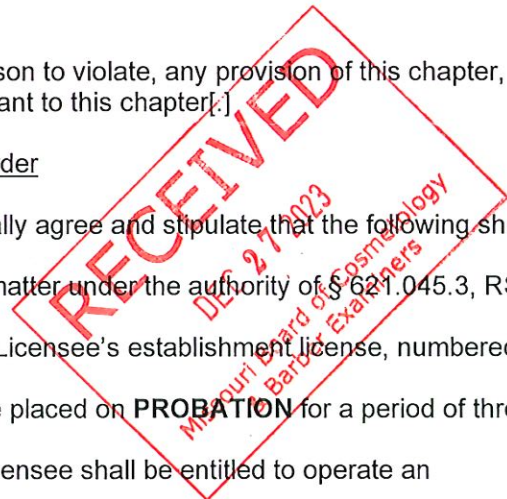 son to violate, any provision of this chapter,
ant to this chapter[.]
der
ally agree and stipulate that the following sh
natter under the authority of § 621.045.3, RS
Licensee's establishment license, numbered
e placed on PROBATION for a period of thre
ensee shall be entitled to operate an
RECEIVED
DEC 27 2023
Missouri Board of Cosmetology
& Barber Examiners